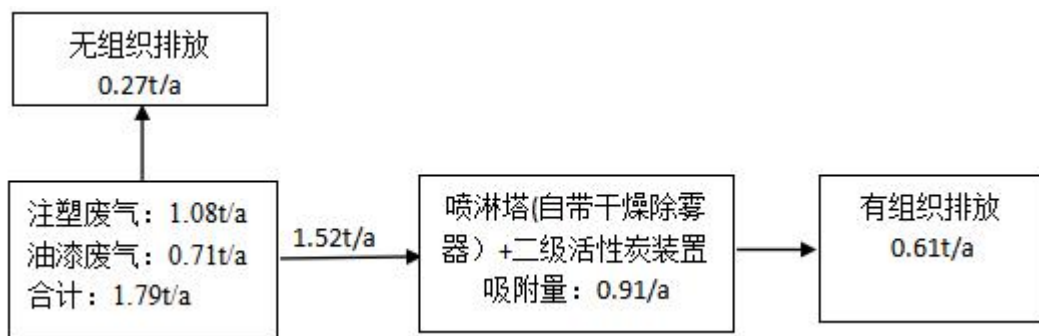 无组织排放
0.27t/a
注塑废气：1.08t/a
油漆废气：0.71t/a
合计：1.79t/a
1.52t/a
喷淋塔(自带干燥除雾
器）+二级活性炭装置
吸附量：0.91/a
有组织排放
0.61t/a